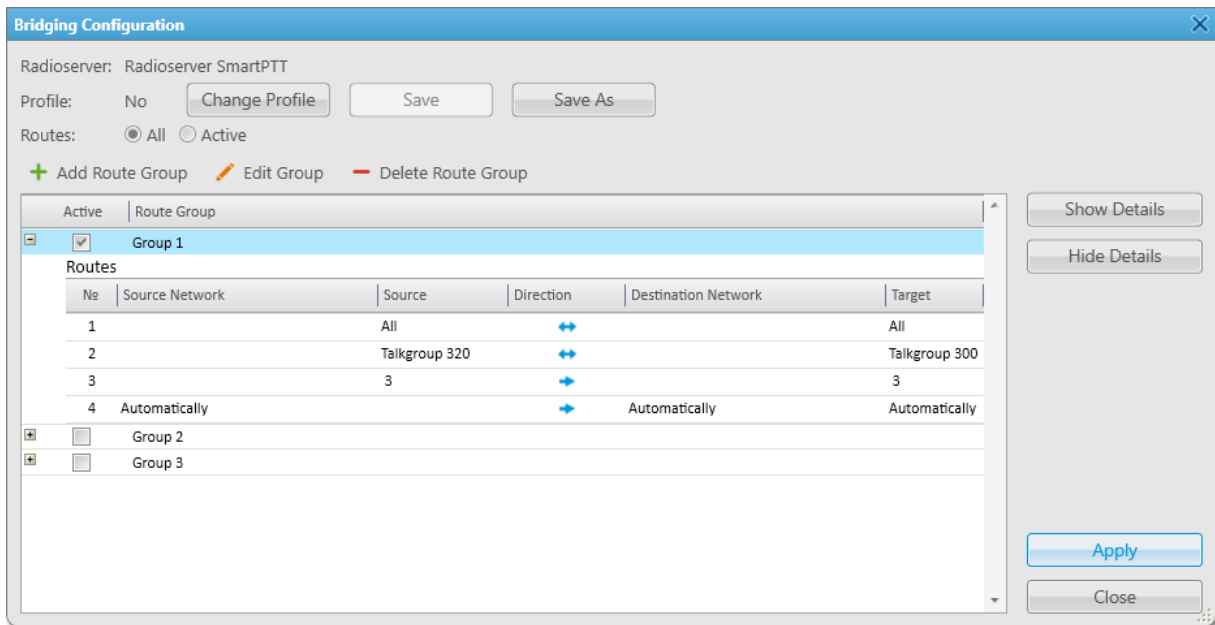 Bridging Configuration
Radioserver: Radioserver SmartPTT
Profile: No Change Profile Save Save As
Routes: All Active
Add Route Group Edit Group Delete Route Group
Active Route Group
Show Details
Group 1
Hide Details
Routes
№ Source Network Source Direction Destination Network Target
1 All All
2 Talkgroup 320 Talkgroup 300
3 3 3
4 Automatically Automatically Automatically
Group 2
Group 3
Apply
Close